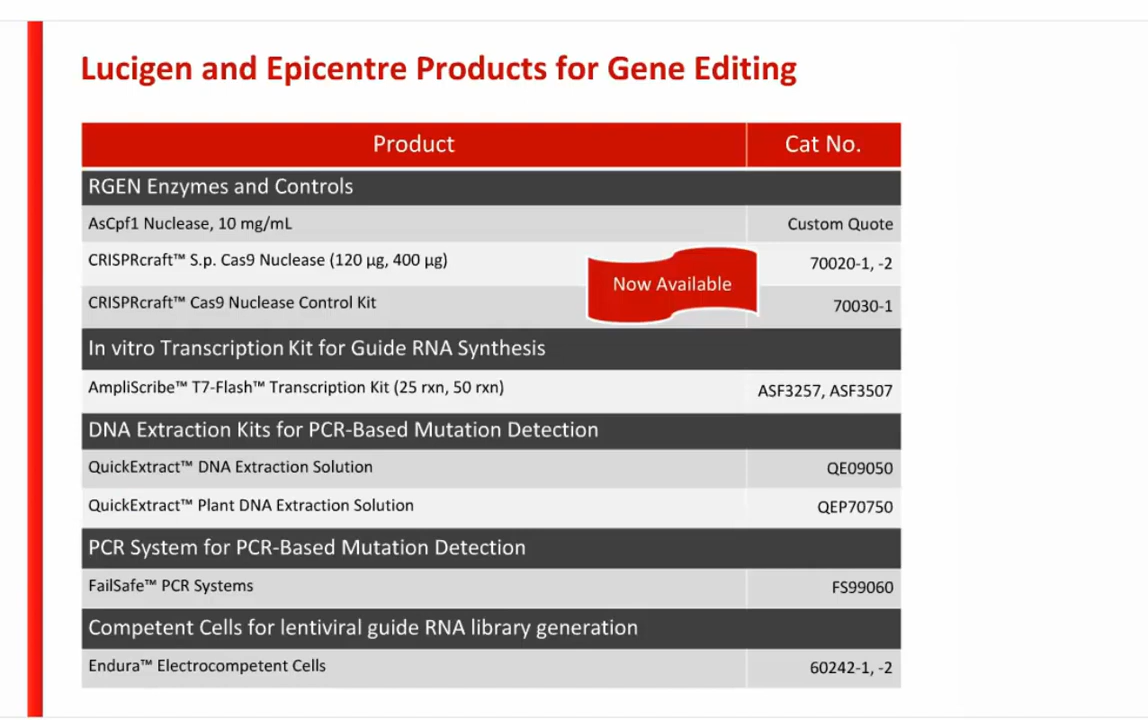 Lucigen and Epicentre Products for Gene Editing
Product Cat No.
RGEN Enzymes and Controls
AsCpf1 Nuclease, 10 mg/mL Custom Quote
CRISPRcraft™ S.p. Cas9 Nuclease (120 µg, 400 µg) 70020-1, -2
Now Available
CRISPRcraft™ Cas9 Nuclease Control Kit 70030-1
In vitro Transcription Kit for Guide RNA Synthesis
AmpliScribe™ T7-Flash™ Transcription Kit (25 rxn, 50 rxn) ASF3257, ASF3507
DNA Extraction Kits for PCR-Based Mutation Detection
QuickExtract™ DNA Extraction Solution QE09050
QuickExtract™ Plant DNA Extraction Solution QEP70750
PCR System for PCR-Based Mutation Detection
FailSafe™ PCR Systems FS99060
Competent Cells for lentiviral guide RNA library generation
Endura™ Electrocompetent Cells 60242-1, -2